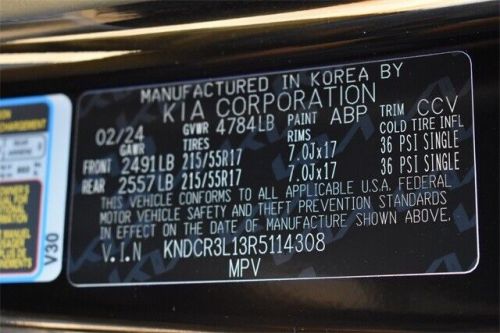 MANUFACTURED IN KOREA BY
KIA CORPORATION
02/24 GVWR 4784LB PAINT ABP TRIM CCV
GAWR TIRES RIMS COLD TIRE INFL
FRONT 2491LB 215/55R17 7.0Jx17 36 PSI SINGLE
REAR 2557LB 215/55R17 7.0Jx17 36 PSI SINGLE
THIS VEHICLE CONFORMS TO ALL APPLICABLE U.S.A. FEDERAL
MOTOR VEHICLE SAFETY AND THEFT PREVENTION STANDARDS
IN EFFECT ON THE DATE OF MANUFACTURE SHOWN ABOVE.
V.I.N KNDCR3L13R5114308
MPV
V30